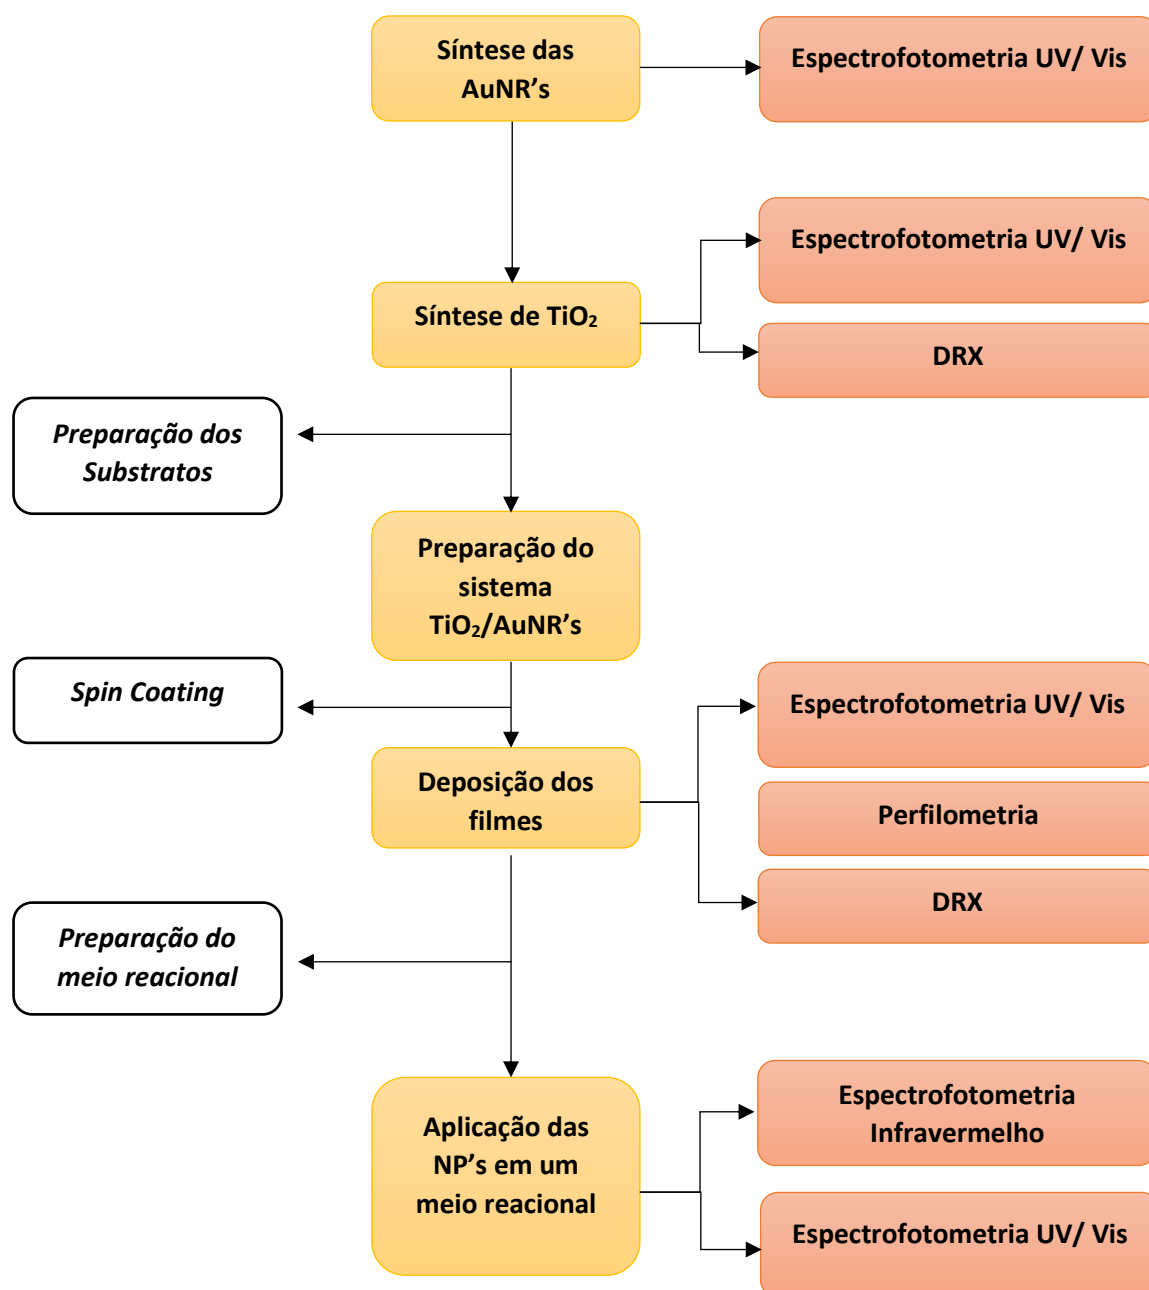 Síntese das
AuNR’s
Espectrofotometria UV/ Vis
Espectrofotometria UV/ Vis
Síntese de TiO₂
DRX
Preparação dos
Substratos
Preparação do
sistema
TiO₂/AuNR’s
Spin Coating
Espectrofotometria UV/ Vis
Deposição dos
filmes
Perfilometria
DRX
Preparação do
meio reacional
Aplicação das
NP’s em um
meio reacional
Espectrofotometria
Infravermelho
Espectrofotometria UV/ Vis